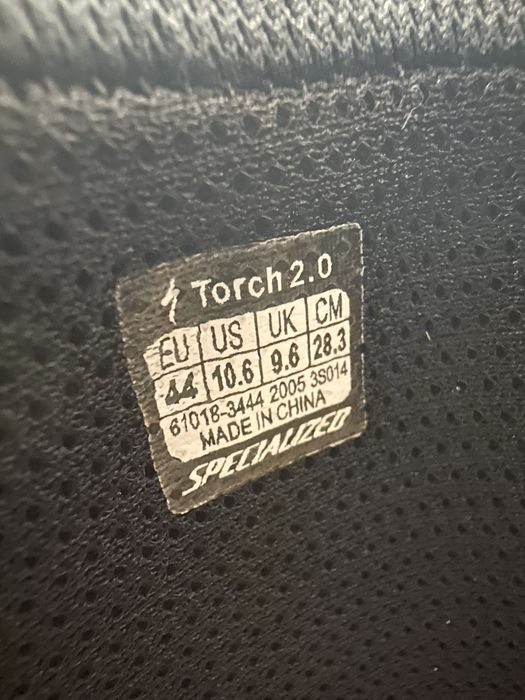 Torch 2.0
EU US UK CM
44 10.6 9.6 28.3
61018-3444 2005 3S014
MADE IN CHINA
SPECIALIZED